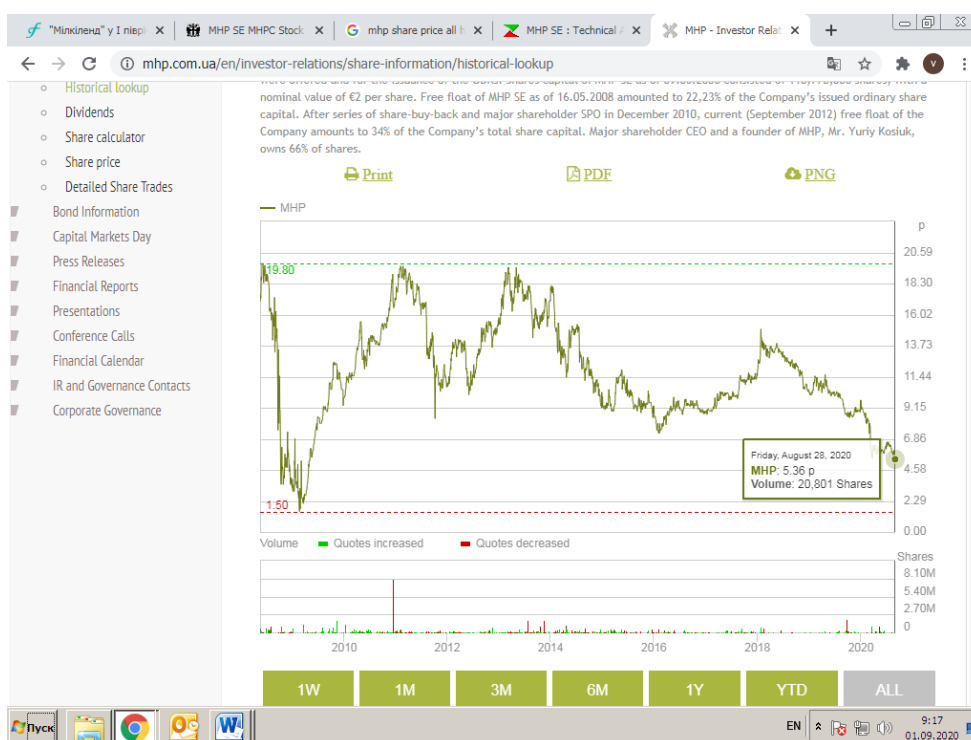 "Мілкіленд" у І півр
MHP SE MHPC Stock
mhp share price all h
MHP SE : Technical A
MHP - Investor Relat
mhp.com.ua/en/investor-relations/share-information/historical-lookup
V
Historical lookup
Dividends
Share calculator
Share price
Detailed Share Trades
Bond Information
Capital Markets Day
Press Releases
Financial Reports
Presentations
Conference Calls
Financial Calendar
IR and Governance Contacts
Corporate Governance
nominal value of €2 per share. Free float of MHP SE as of 16.05.2008 amounted to 22,23% of the Company's issued ordinary share
capital. After series of share-buy-back and major shareholder SPO in December 2010, current (September 2012) free float of the
Company amounts to 34% of the Company's total share capital. Major shareholder CEO and a founder of MHP, Mr. Yuriy Kosiuk,
owns 66% of shares.
Print
PDF
PNG
MHP
p
20.59
19.80
18.30
16.02
13.73
11.44
9.15
6.86
4.58
2.29
1.50
0.00
Friday, August 28, 2020
MHP: 5.36 p
Volume: 20,801 Shares
Volume
Quotes increased
Quotes decreased
Shares
8.10M
5.40M
2.70M
0
2010
2012
2014
2016
2018
2020
1W
1M
3M
6M
1Y
YTD
ALL
Пуск
EN
9:17
01.09.2020